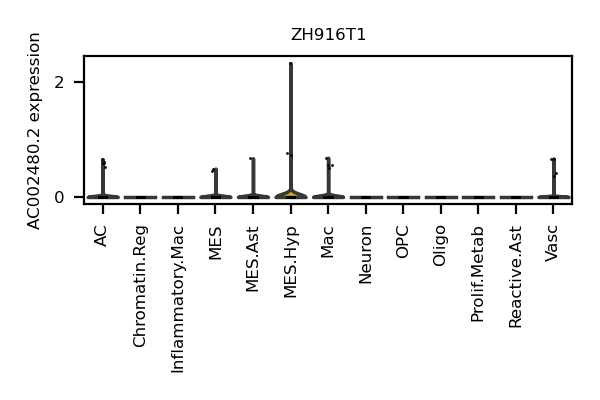 ZH916T1
AC002480.2 expression
2
0
AC
Chromatin.Reg
Inflammatory.Mac
MES
MES.Ast
MES.Hyp
Mac
Neuron
OPC
Oligo
Prolif.Metab
Reactive.Ast
Vasc